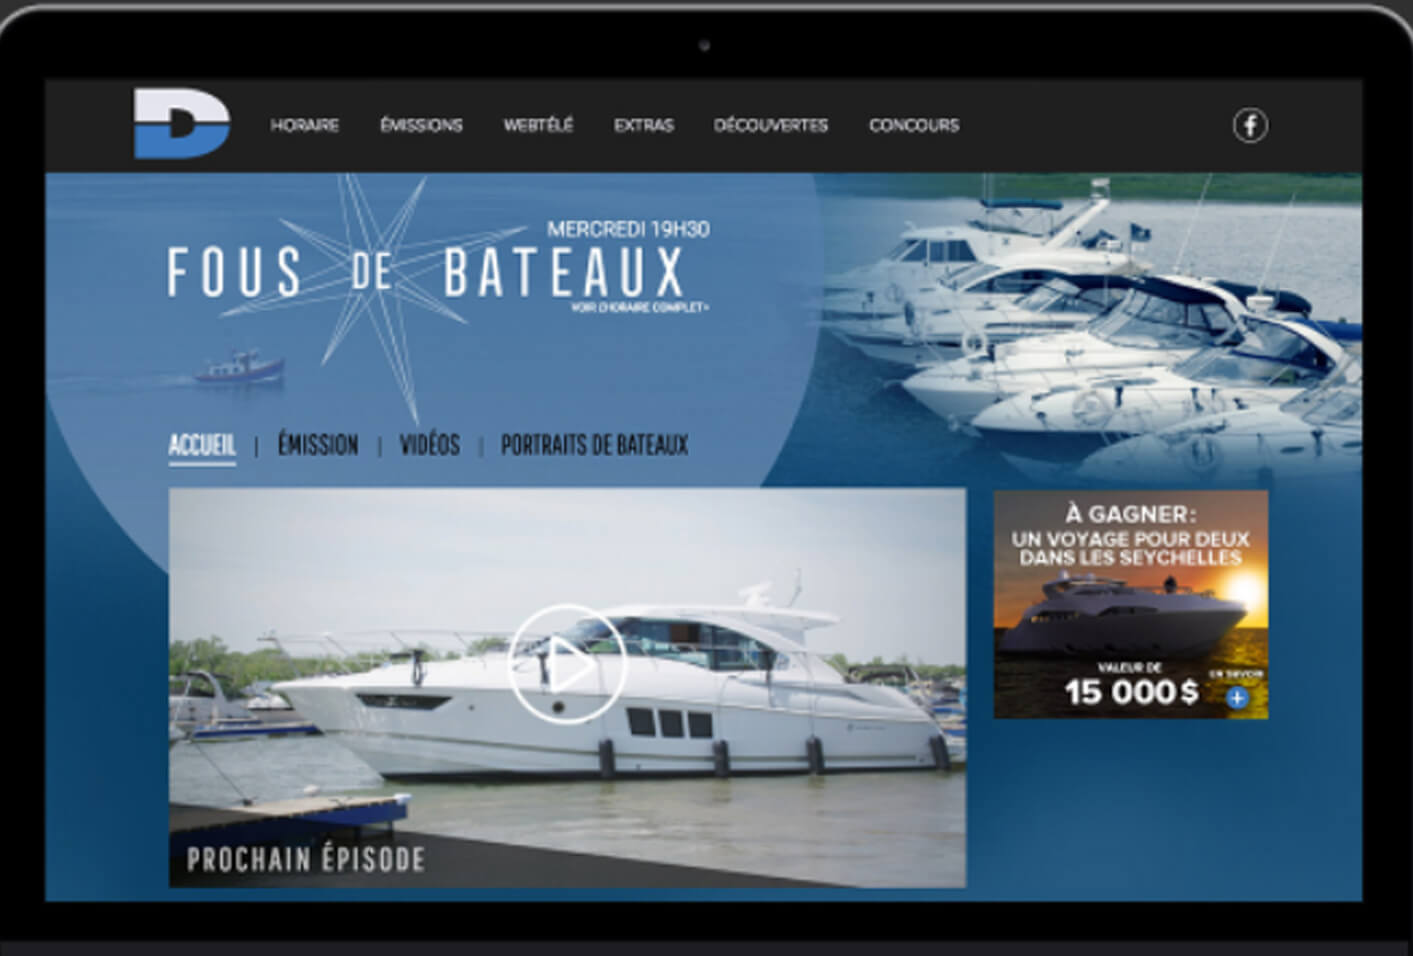 D
HORAIRE ÉMISSIONS WEBTÉLÉ EXTRAS DÉCOUVERTES CONCOURS
f
MERCREDI 19H30
FOUS DE BATEAUX
VOIR L'HORAIRE COMPLET>
ACCUEIL | ÉMISSION | VIDÉOS | PORTRAITS DE BATEAUX
À GAGNER:
UN VOYAGE POUR DEUX
DANS LES SEYCHELLES
VALEUR DE
15 000$
EN SAVOIR
+
PROCHAIN ÉPISODE